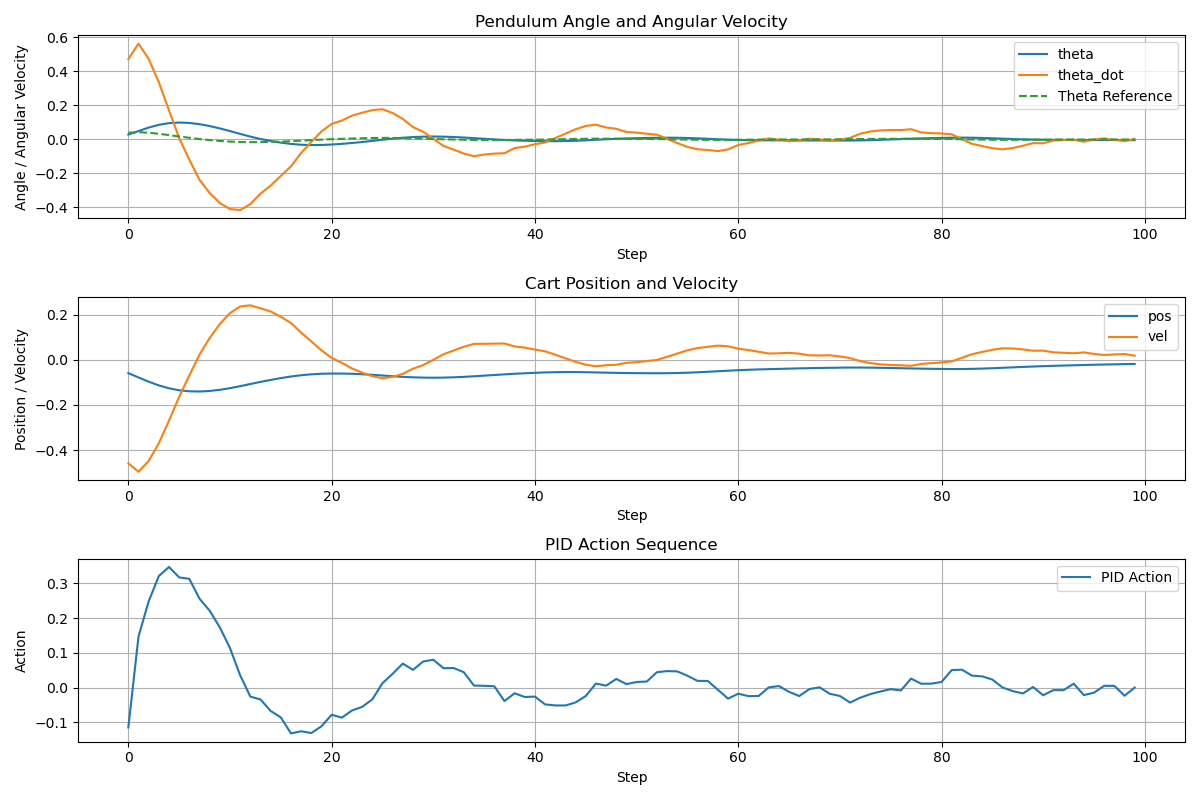 Pendulum Angle and Angular Velocity
Angle / Angular Velocity
0.6
0.4
0.2
0.0
−0.2
−0.4
theta
theta_dot
Theta Reference
0 20 40 60 80 100
Step
Cart Position and Velocity
Position / Velocity
0.2
0.0
−0.2
−0.4
pos
vel
0 20 40 60 80 100
Step
PID Action Sequence
Action
0.3
0.2
0.1
0.0
−0.1
PID Action
0 20 40 60 80 100
Step